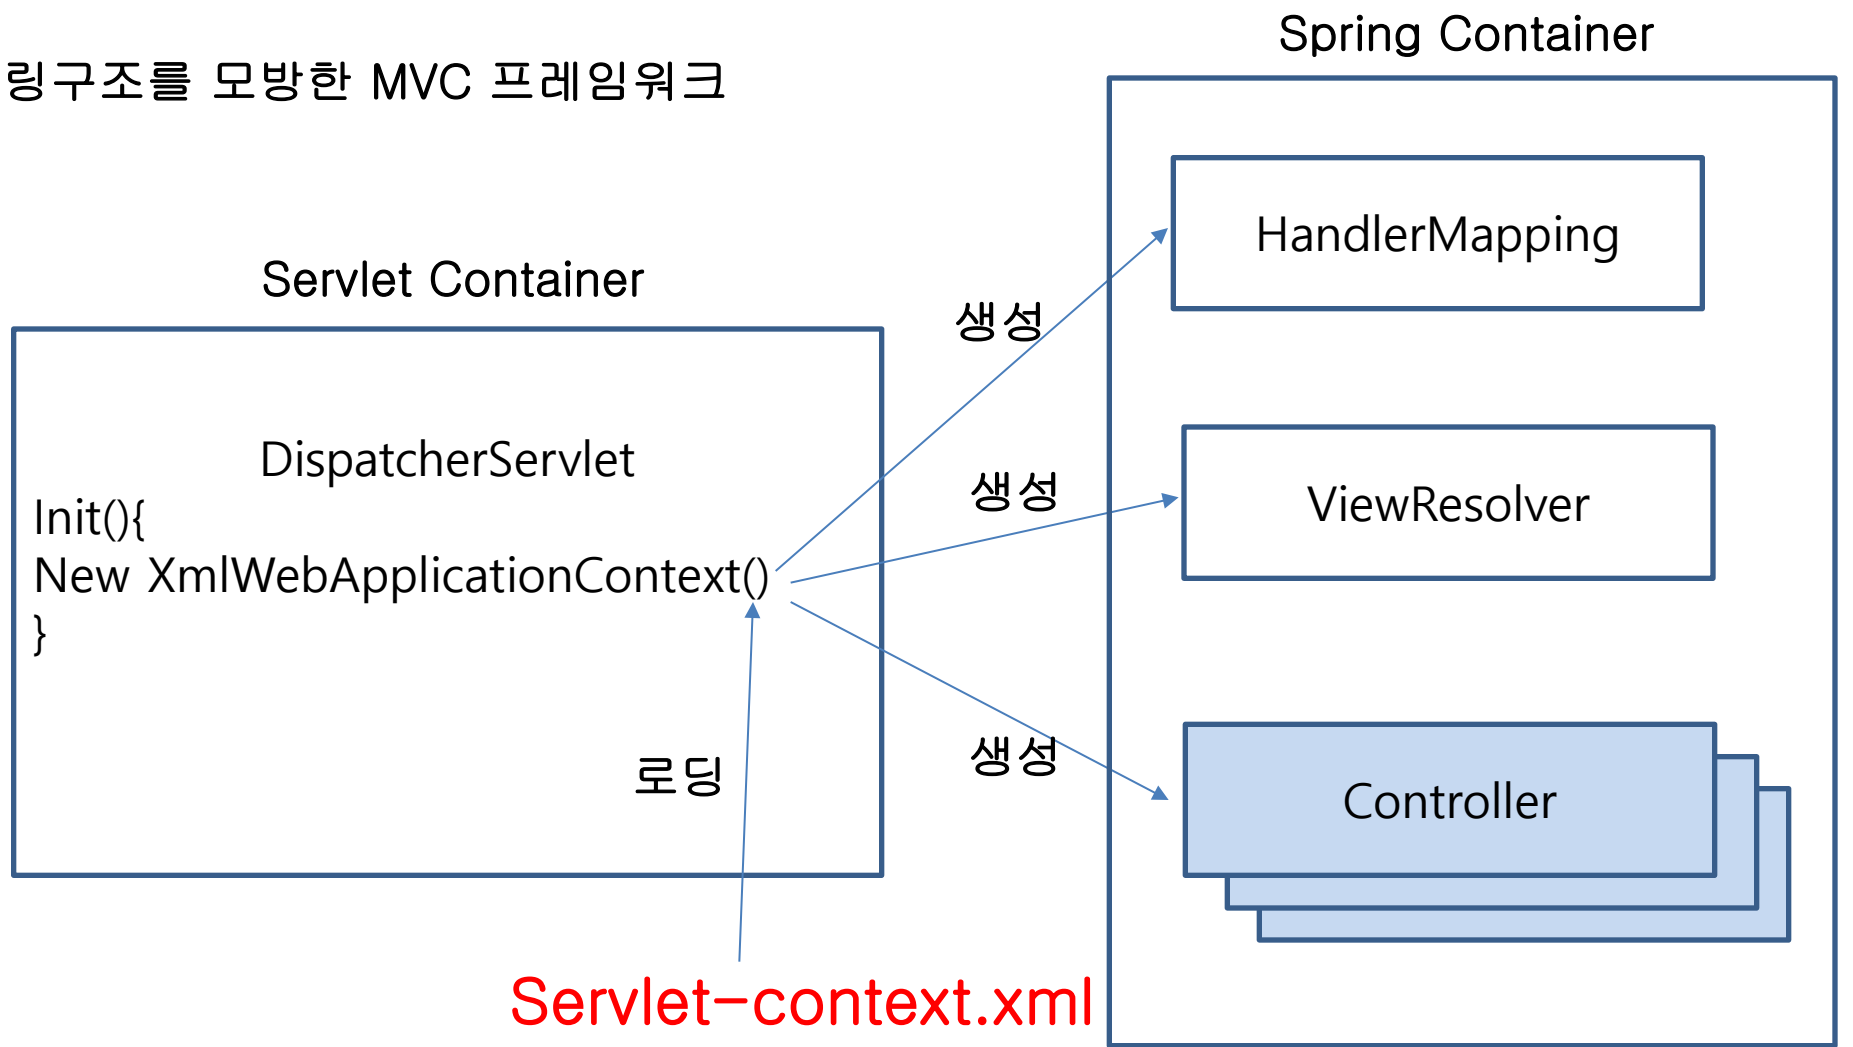 링구조를 모방한 MVC 프레임워크
Spring Container
HandlerMapping
Servlet Container
생성
DispatcherServlet
Init(){
New XmlWebApplicationContext()
}
생성
ViewResolver
로딩
생성
Controller
Servlet-context.xml